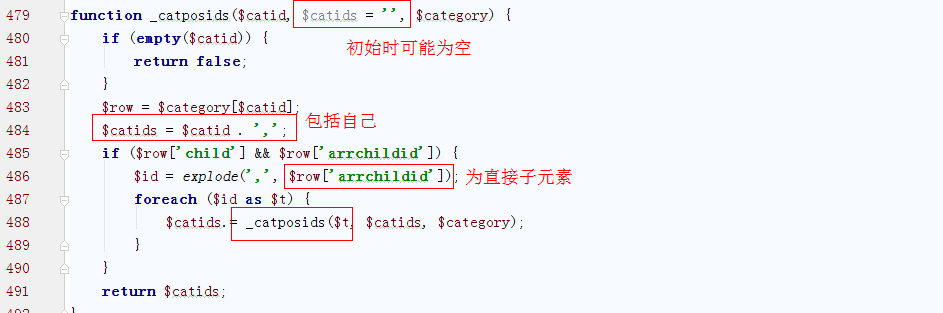 479 function _catposids($catid, $catids = '', $category) {
初始时可能为空
480 if (empty($catid)) {
481 return false;
482 }
483 $row = $category[$catid];
484 $catids = $catid . ',';
包括自己
485 if ($row['child'] && $row['arrchildid']) {
486 $id = explode(',', $row['arrchildid']); 为直接子元素
487 foreach ($id as $t) {
488 $catids.= _catposids($t, $catids, $category);
489 }
490 }
491 return $catids;